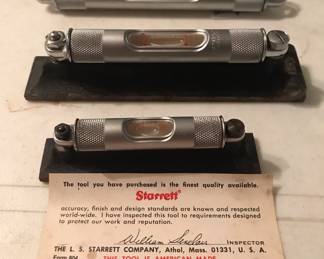 The tool you have purchased is the finest quality available.
Starrett
accuracy, finish and design standards are known and respected
world-wide. I have inspected this tool to requirements designed
to protect our work and reputation.
INSPECTOR
THE L. S. STARRETT COMPANY, Athol, Mass. 01331, U. S. A.
Form 804 THIS TOOL IS AMERICAN MADE